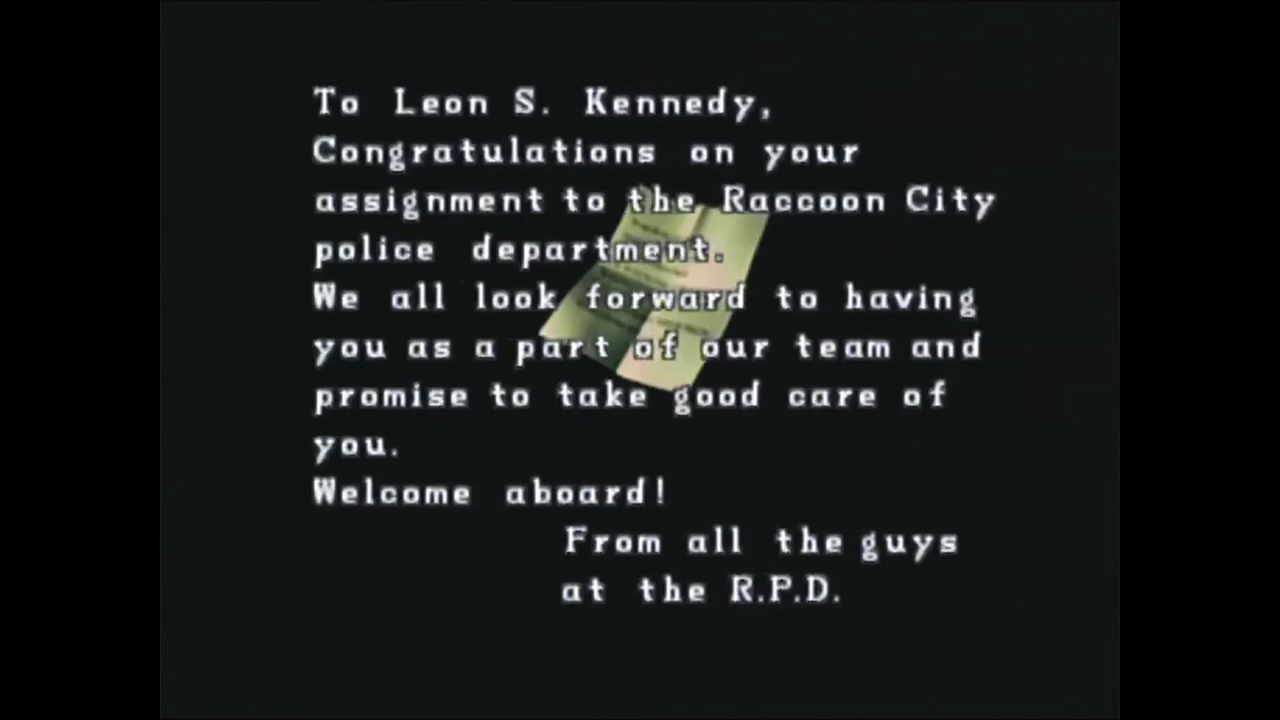 To Leon S. Kennedy,
Congratulations on your
assignment to the Raccoon City
police department.
We all look forward to having
you as a part of our team and
promise to take good care of
you.
Welcome aboard!
From all the guys
at the R.P.D.